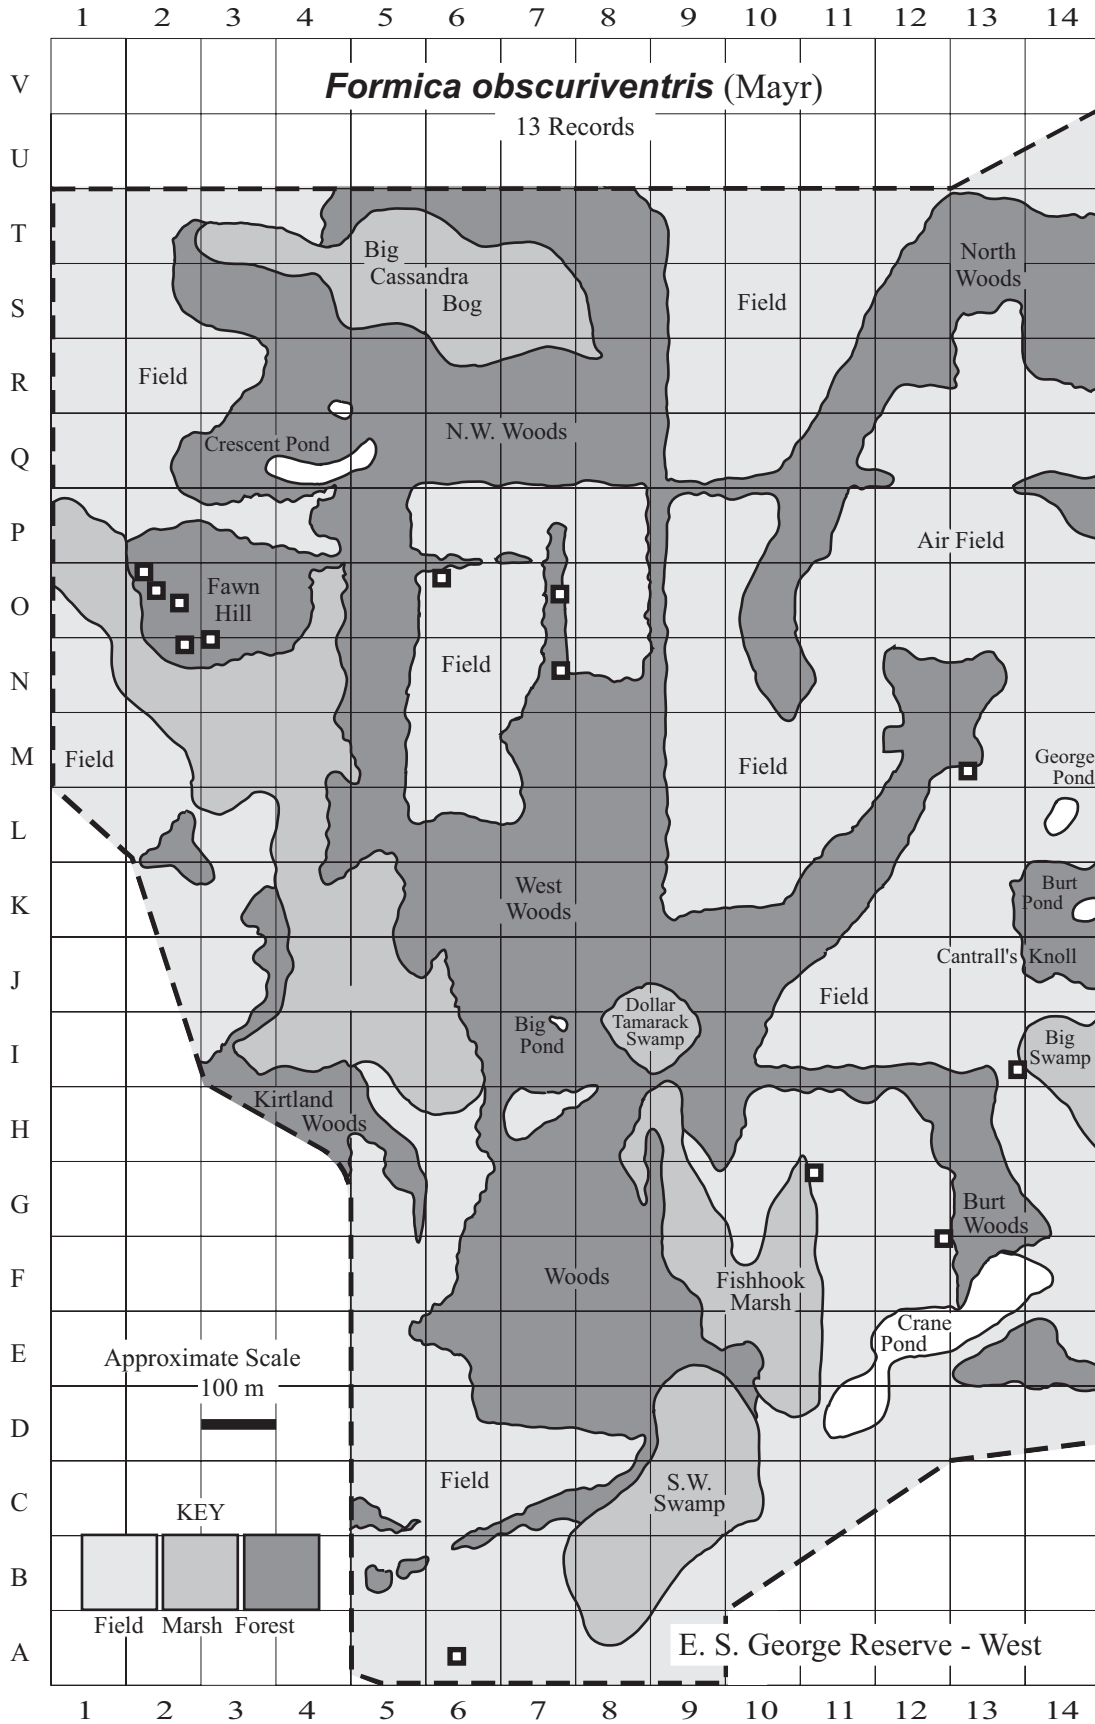 1 2 3 4 5 6 7 8 9 10 11 12 13 14
V
Formica obscuriventris (Mayr)
13 Records
U
T
Big
Cassandra
Bog
North
Woods
S
Field
R
Field
N.W. Woods
Crescent Pond
Q
P
Air Field
Fawn
Hill
O
N
Field
M
Field
Field
George
Pond
L
K
West
Woods
Burt
Pond
Cantrall's Knoll
J
Field
Dollar
Tamarack
Swamp
Big
Pond
I
Big
Swamp
Kirtland
Woods
H
G
Burt
Woods
F
Woods
Fishhook
Marsh
Crane
Pond
E
Approximate Scale
100 m
D
Field
S.W.
Swamp
C
KEY
B
Field Marsh Forest
A
E. S. George Reserve - West
1 2 3 4 5 6 7 8 9 10 11 12 13 14